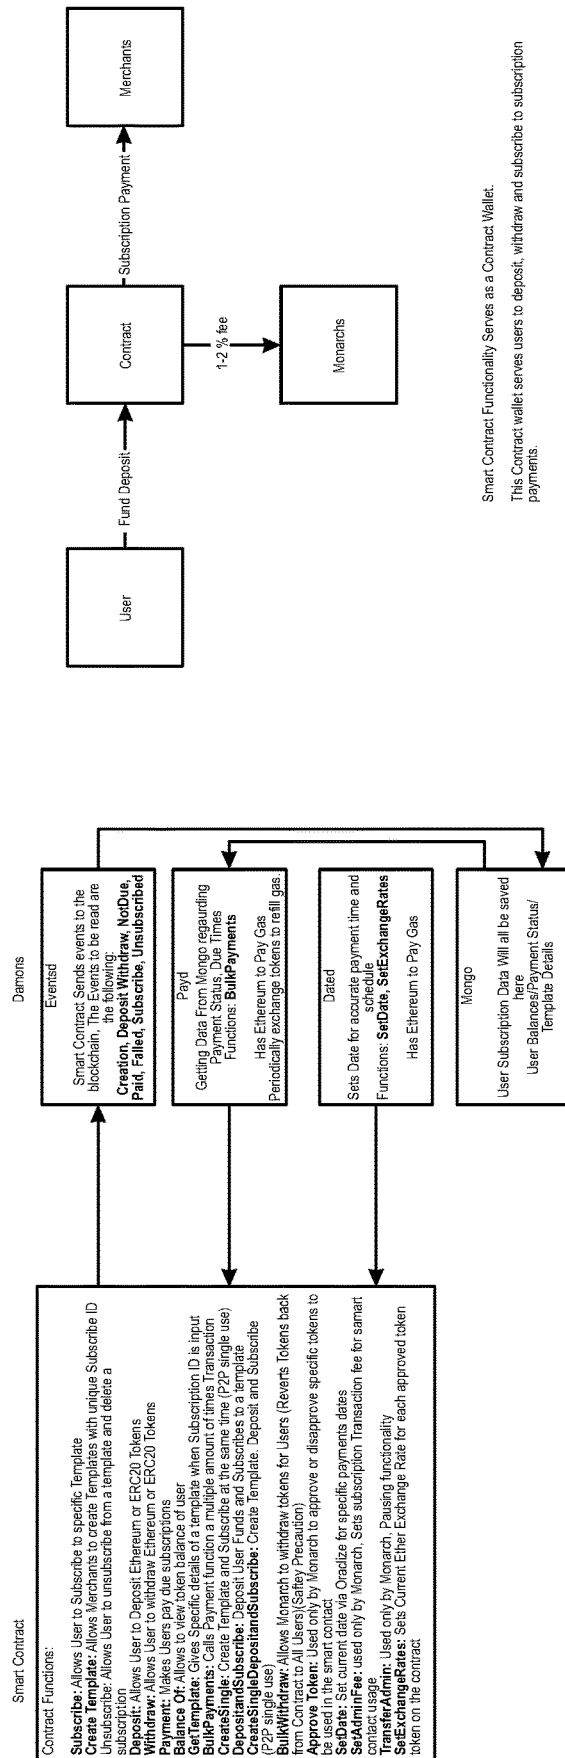 Smart Contract
Contract Functions:
Subscribe: Allows User to Subscribe to specific Template
Create Template: Allows Merchants to create Templates with unique Subscribe ID
Unsubscribe: Allows User to unsubscribe from a template and delete a
subscription
Deposit: Allows User to Deposit Ethereum or ERC20 Tokens
Withdraw: Allows User to withdraw Ethereum or ERC20 Tokens
Payment: Makes Users pay due subscriptions
Balance Of: Allows to view token balance of user
GetTemplate: Gives Specific details of a template when Subscription ID is input
BulkPayments: Calls Payment function a multiple amount of times Transaction
CreateSingle: Create Template and Subscribe at the same time (P2P single use)
DepositandSubscribe: Deposit User Funds and Subscribes to a template
CreateSingleDepositandSubscribe: Create Template. Deposit and Subscribe
(P2P single use)
BulkWithdraw: Allows Monarch to withdraw tokens for Users (Reverts Tokens back
from Contract to All Users)(Saftey Precaution)
Approve Token: Used only by Monarch to approve or disapprove specific tokens to
be used in the smart contact
SetDate: Set current date via Oraclize for specific payments dates
SetAdminFee: used only by Monarch, Sets subscription Transaction fee for samart
contact usage
TransferAdmin: Used only by Monarch, Pausing functionality
SetExchangeRates: Sets Current Ether Exchange Rate for each approved token
token on the contract
Damons
Eventsd
Smart Contract Sends events to the
blockchain, The Events to be read are
the following:
Creation, Deposit Withdraw, NotDue,
Paid, Falled, Subscribe, Unsubscribed
Payd
Getting Data From Mongo regaurding
Payment Status, Due Times
Functions: BulkPayments
Has Ethereum to Pay Gas
Periodically exchange tokens to refill gas.
Dated
Sets Date for accurate payment time and
schedule
Functions: SetDate, SetExchangeRates
Has Ethereum to Pay Gas
Mongo
User Subscription Data Will all be saved
here
User Balances/Payment Status/
Template Details
User
Fund Deposit
Contract
Subscription Payment
Merchants
1-2 % fee
Monarchs
Smart Contract Functionality Serves as a Contract Wallet.
This Contract wallet serves users to deposit, withdraw and subscribe to subscription
payments.